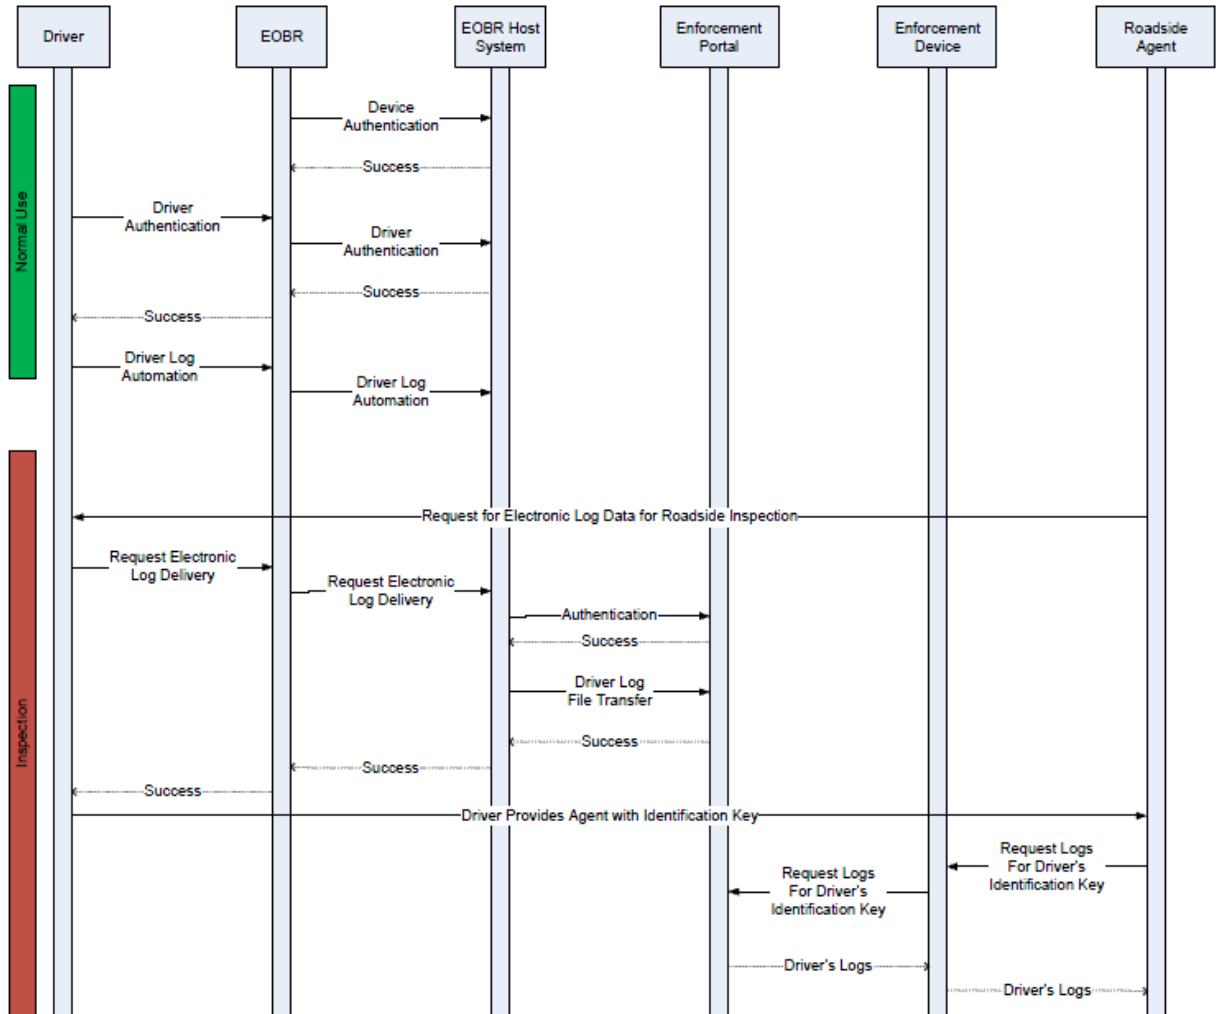 Driver
EOBR
EOBR Host
System
Enforcement
Portal
Enforcement
Device
Roadside
Agent
Normal Use
Device
Authentication
Success
Driver
Authentication
Driver
Authentication
Success
Success
Driver Log
Automation
Driver Log
Automation
Inspection
Request for Electronic Log Data for Roadside Inspection
Request Electronic
Log Delivery
Request Electronic
Log Delivery
Authentication
Success
Driver Log
File Transfer
Success
Success
Success
Driver Provides Agent with Identification Key
Request Logs
For Driver's
Identification Key
Request Logs
For Driver's
Identification Key
Driver's Logs
Driver's Logs